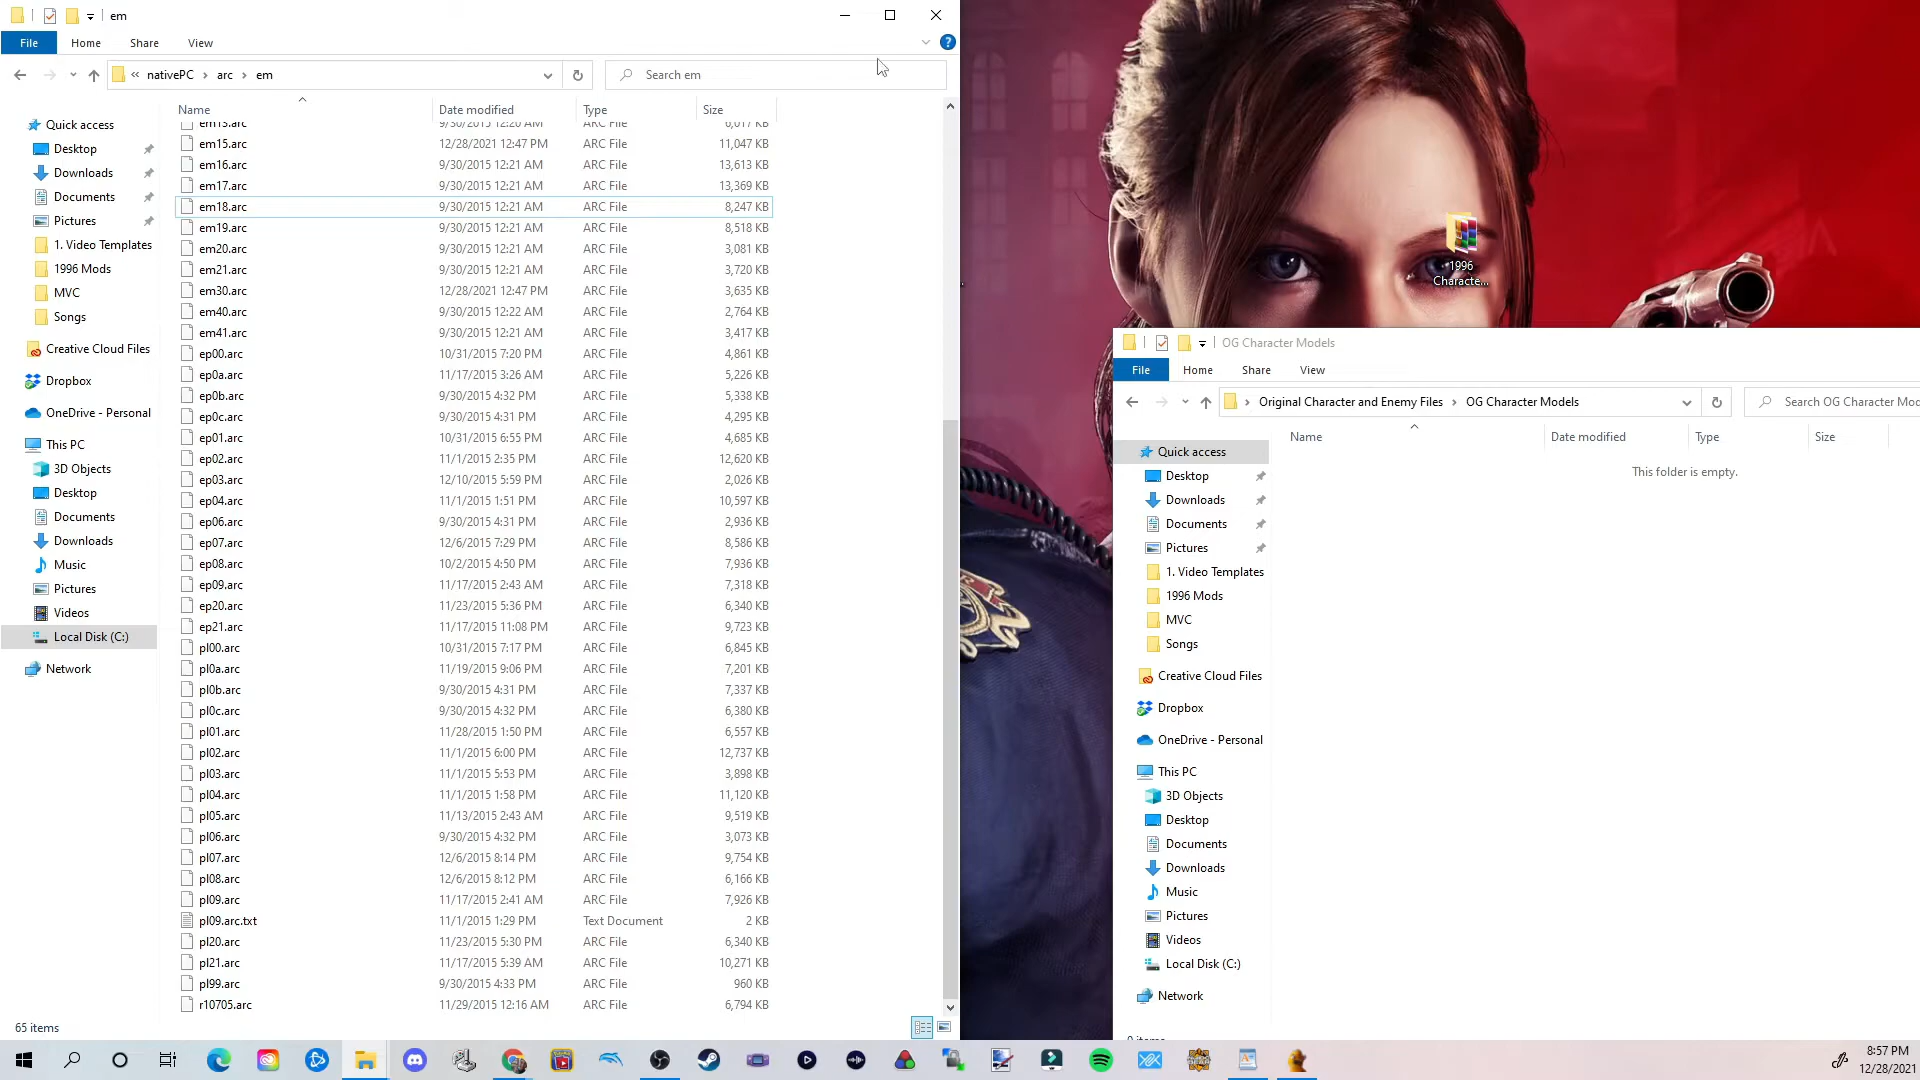 em
File Home Share View
« nativePC › arc › em
Search em
Name Date modified Type Size
em15.arc 12/28/2021 12:47 PM ARC File 11,047 KB
em16.arc 9/30/2015 12:21 AM ARC File 13,613 KB
em17.arc 9/30/2015 12:21 AM ARC File 13,369 KB
em18.arc 9/30/2015 12:21 AM ARC File 8,247 KB
em19.arc 9/30/2015 12:21 AM ARC File 8,518 KB
em20.arc 9/30/2015 12:21 AM ARC File 3,081 KB
em21.arc 9/30/2015 12:21 AM ARC File 3,720 KB
em30.arc 12/28/2021 12:47 PM ARC File 3,635 KB
em40.arc 9/30/2015 12:22 AM ARC File 2,764 KB
em41.arc 9/30/2015 12:21 AM ARC File 3,417 KB
ep00.arc 10/31/2015 7:20 PM ARC File 4,861 KB
ep0a.arc 11/17/2015 3:26 AM ARC File 5,226 KB
ep0b.arc 9/30/2015 4:32 PM ARC File 5,338 KB
ep0c.arc 9/30/2015 4:31 PM ARC File 4,295 KB
ep01.arc 10/31/2015 6:55 PM ARC File 4,685 KB
ep02.arc 11/1/2015 2:35 PM ARC File 12,620 KB
ep03.arc 12/10/2015 5:59 PM ARC File 2,026 KB
ep04.arc 11/1/2015 1:51 PM ARC File 10,597 KB
ep06.arc 9/30/2015 4:31 PM ARC File 2,936 KB
ep07.arc 12/6/2015 7:29 PM ARC File 8,586 KB
ep08.arc 10/2/2015 4:50 PM ARC File 7,936 KB
ep09.arc 11/17/2015 2:43 AM ARC File 7,318 KB
ep20.arc 11/23/2015 5:36 PM ARC File 6,340 KB
ep21.arc 11/17/2015 11:08 PM ARC File 9,723 KB
pl00.arc 10/31/2015 7:17 PM ARC File 6,845 KB
pl0a.arc 11/19/2015 9:06 PM ARC File 7,201 KB
pl0b.arc 9/30/2015 4:31 PM ARC File 7,337 KB
pl0c.arc 9/30/2015 4:32 PM ARC File 6,380 KB
pl01.arc 11/28/2015 1:50 PM ARC File 6,557 KB
pl02.arc 11/1/2015 6:00 PM ARC File 12,737 KB
pl03.arc 11/1/2015 5:53 PM ARC File 3,898 KB
pl04.arc 11/1/2015 1:58 PM ARC File 11,120 KB
pl05.arc 11/13/2015 2:43 AM ARC File 9,519 KB
pl06.arc 9/30/2015 4:32 PM ARC File 3,073 KB
pl07.arc 12/6/2015 8:14 PM ARC File 9,754 KB
pl08.arc 12/6/2015 8:12 PM ARC File 6,166 KB
pl09.arc 11/17/2015 2:41 AM ARC File 7,926 KB
pl09.arc.txt 11/1/2015 1:29 PM Text Document 2 KB
pl20.arc 11/23/2015 5:30 PM ARC File 6,340 KB
pl21.arc 11/17/2015 5:39 AM ARC File 10,271 KB
pl99.arc 9/30/2015 4:33 PM ARC File 960 KB
r10705.arc 11/29/2015 12:16 AM ARC File 6,794 KB
Quick access
Desktop
Downloads
Documents
Pictures
1. Video Templates
1996 Mods
MVC
Songs
Creative Cloud Files
Dropbox
OneDrive - Personal
This PC
3D Objects
Desktop
Documents
Downloads
Music
Pictures
Videos
Local Disk (C:)
Network
65 items
1996
Characte...
OG Character Models
File Home Share View
Original Character and Enemy Files › OG Character Models
Search OG Character Mod
Name Date modified Type Size
This folder is empty.
Quick access
Desktop
Downloads
Documents
Pictures
1. Video Templates
1996 Mods
MVC
Songs
Creative Cloud Files
Dropbox
OneDrive - Personal
This PC
3D Objects
Desktop
Documents
Downloads
Music
Pictures
Videos
Local Disk (C:)
Network
8:57 PM
12/28/2021